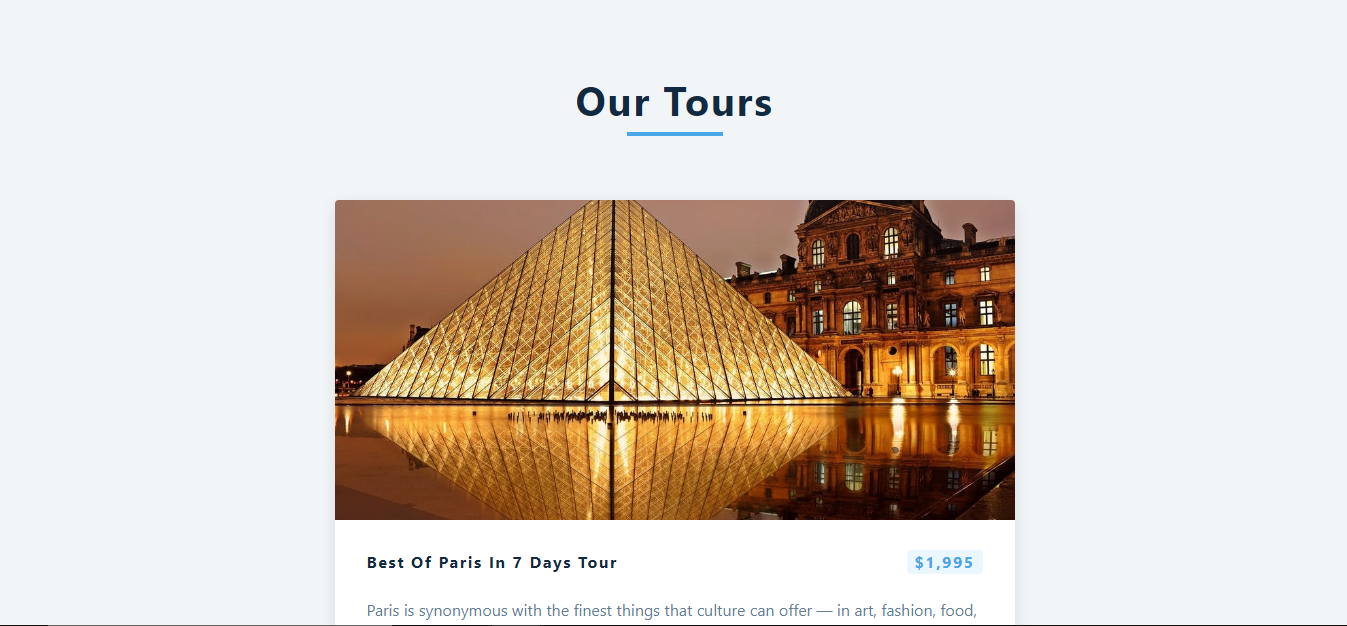 Our Tours
Best Of Paris In 7 Days Tour
$1,995
Paris is synonymous with the finest things that culture can offer — in art, fashion, food,